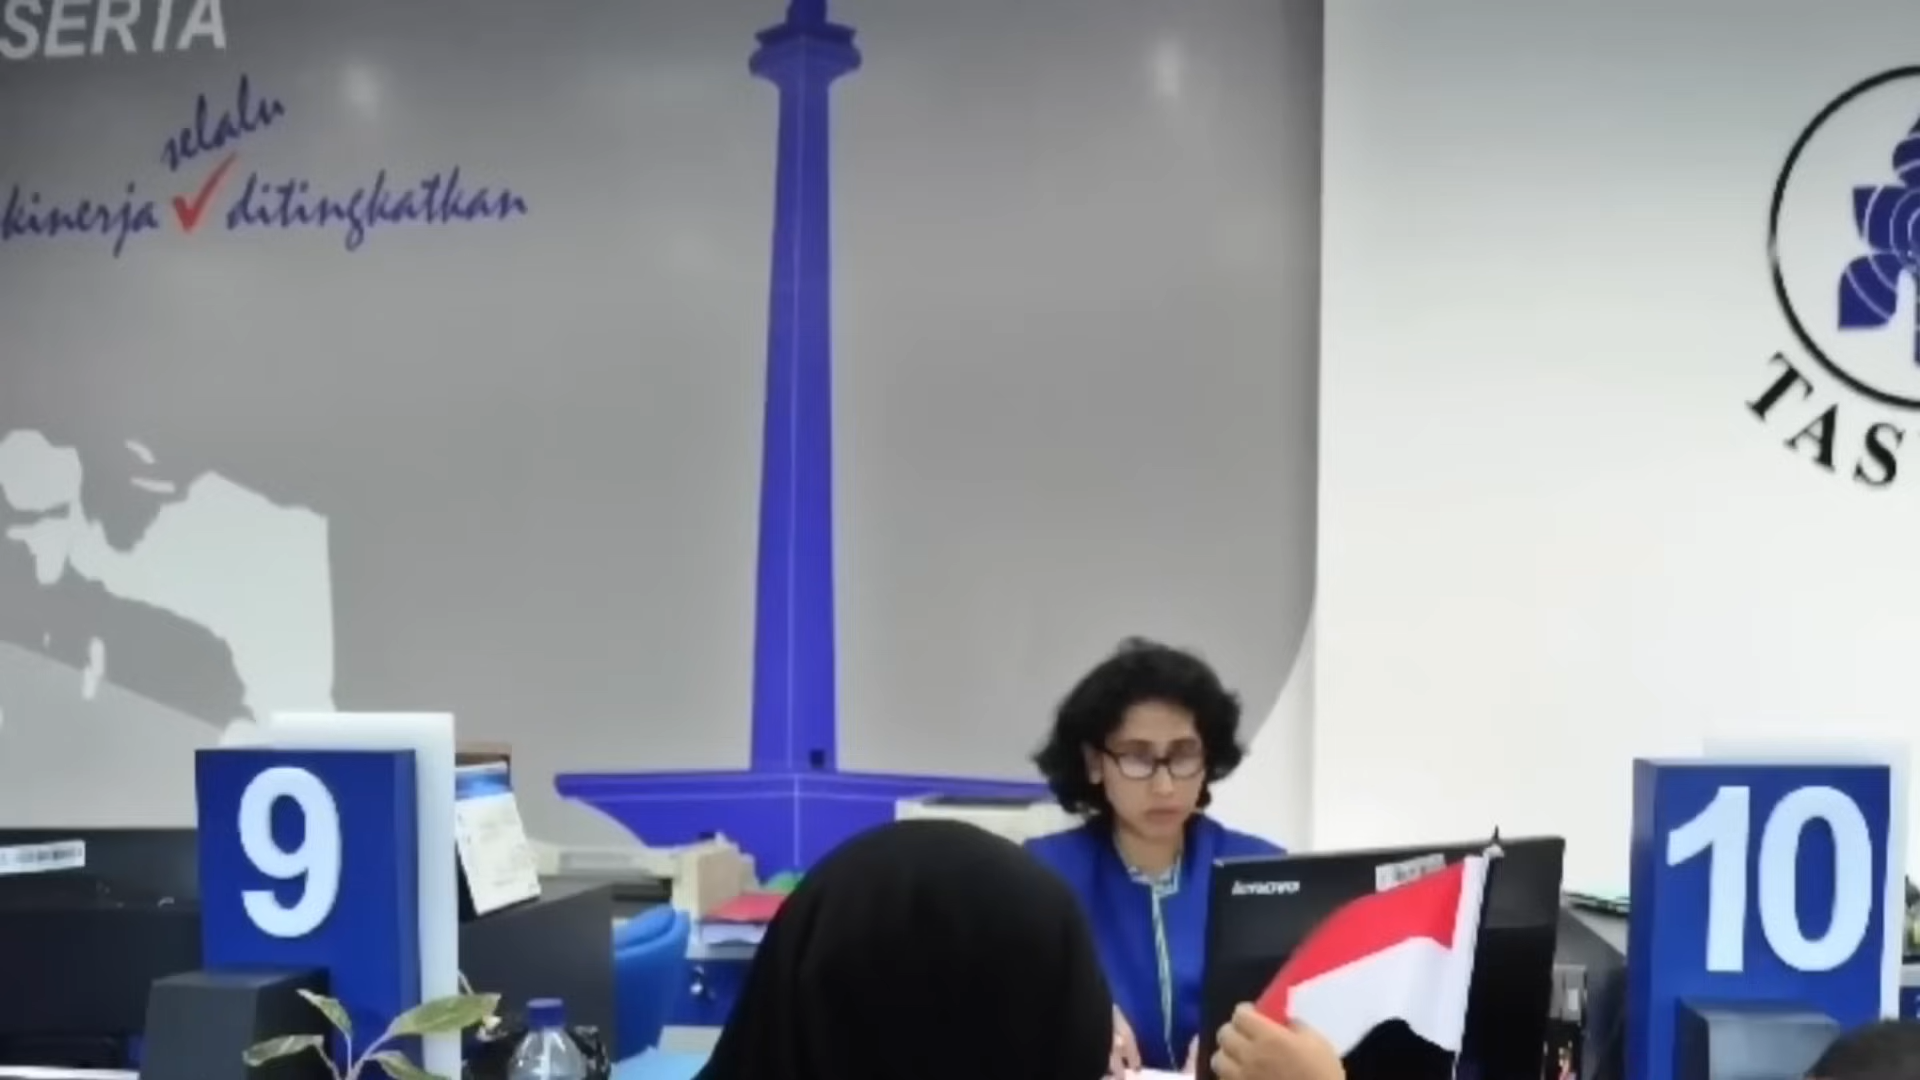 SERTA
selalu
kinerja ditingkatkan
TAS
9
lenovo
10